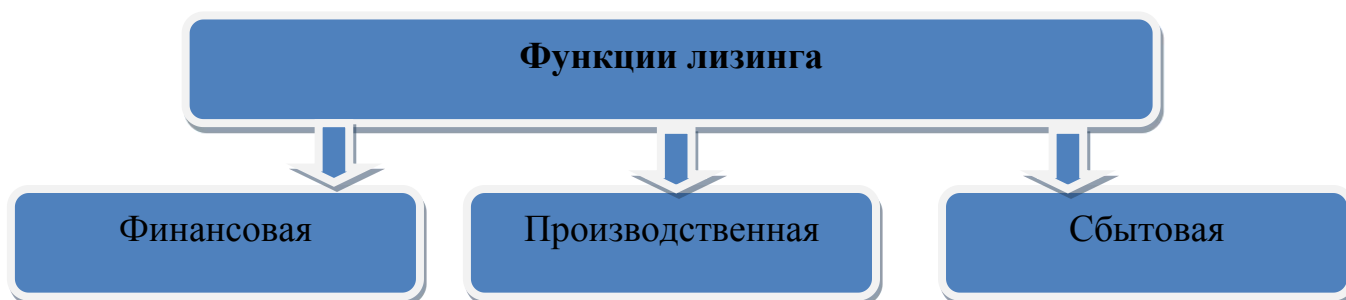 Функции лизинга
Финансовая
Производственная
Сбытовая